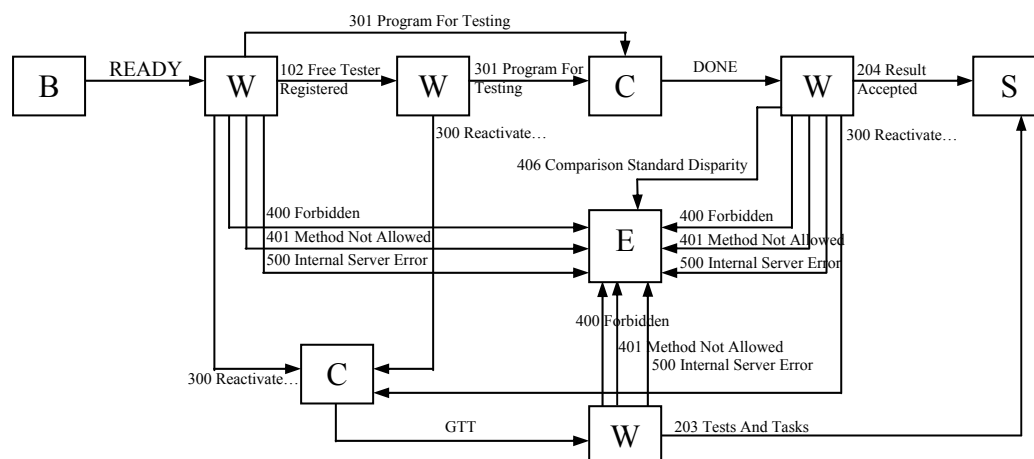 301 Program For Testing
B
READY
W
102 Free Tester
Registered
W
301 Program For
Testing
C
DONE
W
204 Result
Accepted
S
300 Reactivate…
300 Reactivate…
406 Comparison Standard Disparity
400 Forbidden
401 Method Not Allowed
500 Internal Server Error
E
400 Forbidden
401 Method Not Allowed
500 Internal Server Error
400 Forbidden
401 Method Not Allowed
500 Internal Server Error
300 Reactivate…
C
GTT
W
203 Tests And Tasks